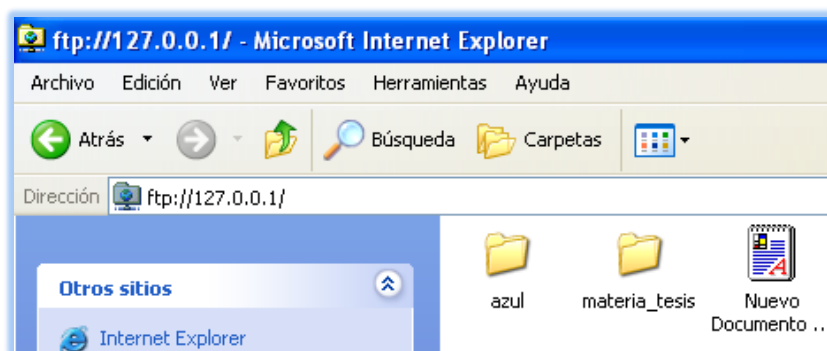 ftp://127.0.0.1/ - Microsoft Internet Explorer
Archivo Edición Ver Favoritos Herramientas Ayuda
Atrás Búsqueda Carpetas
Dirección ftp://127.0.0.1/
Otros sitios
Internet Explorer
azul materia_tesis Nuevo
Documento ...